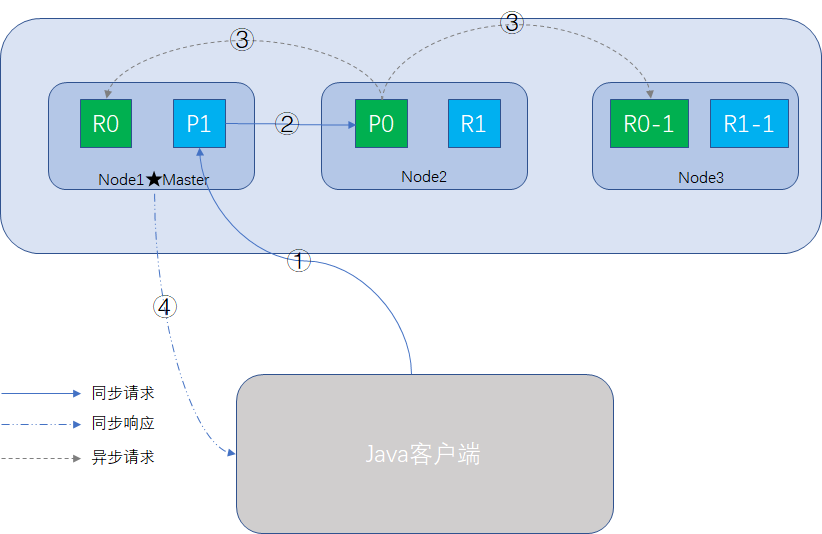 ③
③
R0
P1
②
P0
R1
R0-1
R1-1
Node1★Master
Node2
Node3
①
④
同步请求
同步响应
异步请求
Java客户端